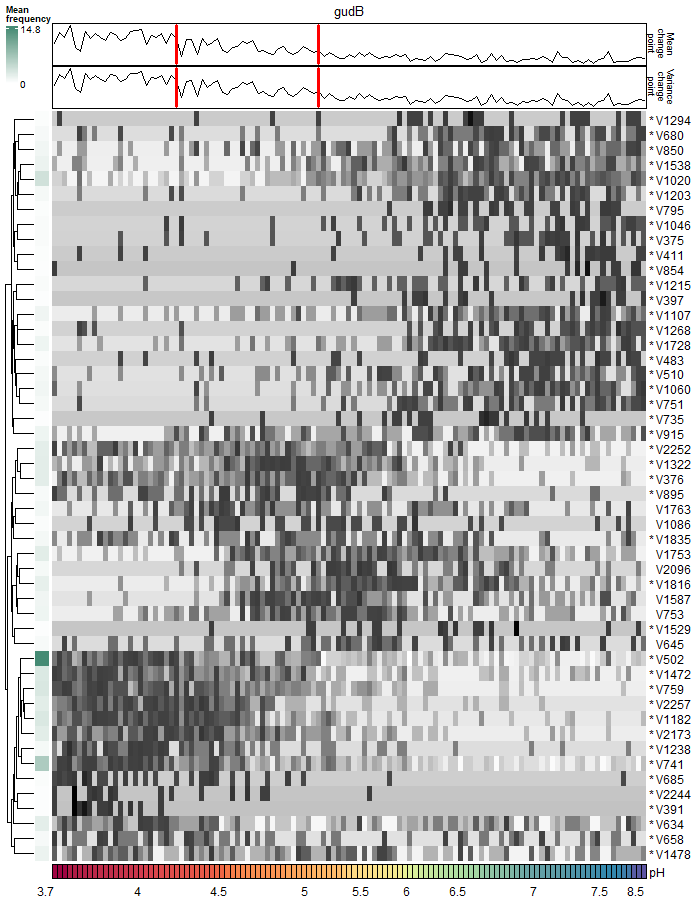 gudB
Mean
frequency
14.8
0
Mean
change
point
Variance
change
point
* V1294
* V680
* V850
* V1538
* V1020
* V1203
* V795
* V1046
* V375
* V411
* V854
* V1215
* V397
* V1107
* V1268
* V1728
* V483
* V510
* V1060
* V751
* V735
* V915
* V2252
* V1322
* V376
* V895
V1763
V1086
* V1835
V1753
V2096
* V1816
V1587
V753
* V1529
V645
* V502
* V1472
* V759
* V2257
* V1182
* V2173
* V1238
* V741
* V685
* V2244
* V391
* V634
* V658
* V1478
pH
3.7 4 4.5 5 5.5 6 6.5 7 7.5 8.5